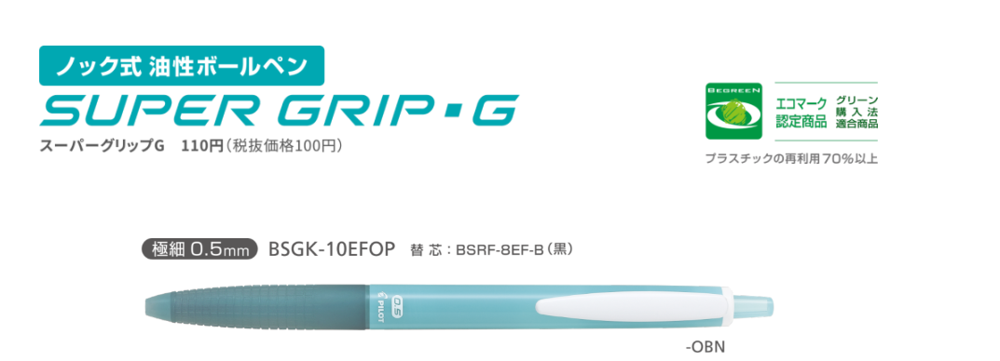 ノック式 油性ボールペン
SUPER GRIP・G
スーパーグリップG 110円(税抜価格100円)
BEGREEN
エコマーク
認定商品
グリーン
購入法
適合商品
プラスチックの再利用70%以上
極細 0.5mm BSGK-10EFOP 替芯:BSRF-8EF-B(黒)
PILOT
0.5
-OBN